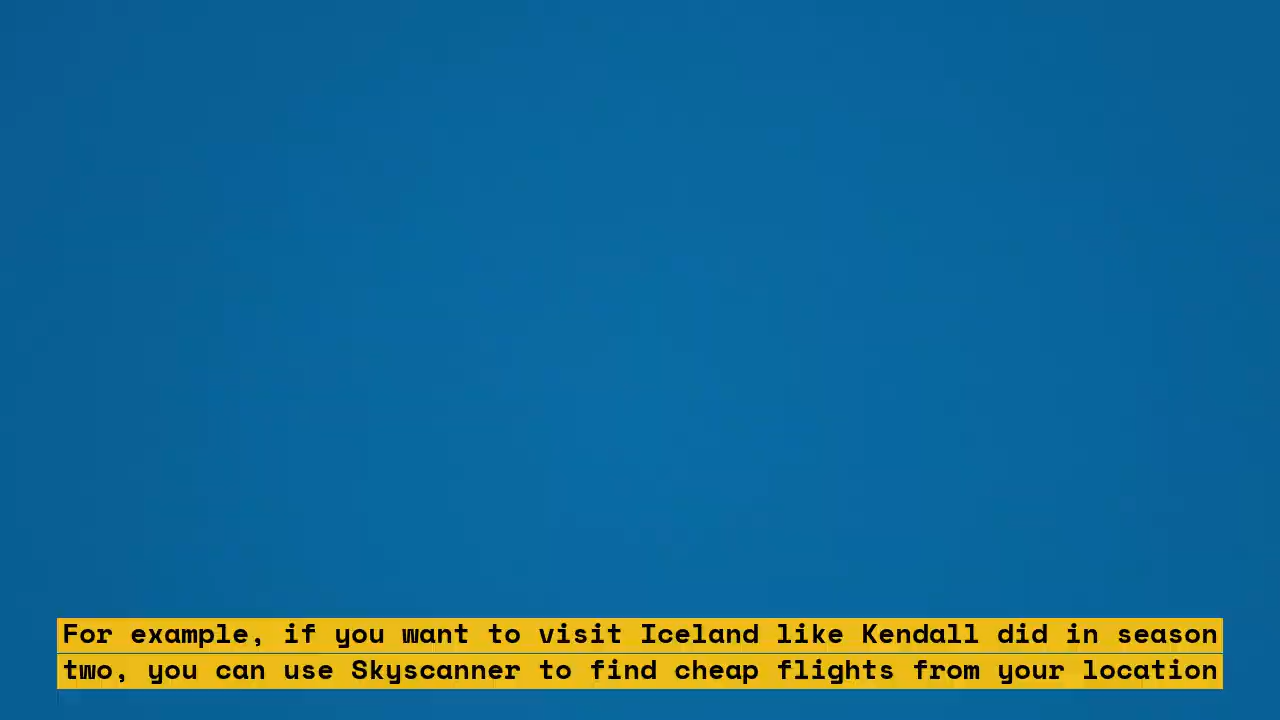 For example, if you want to visit Iceland like Kendall did in season
two, you can use Skyscanner to find cheap flights from your location